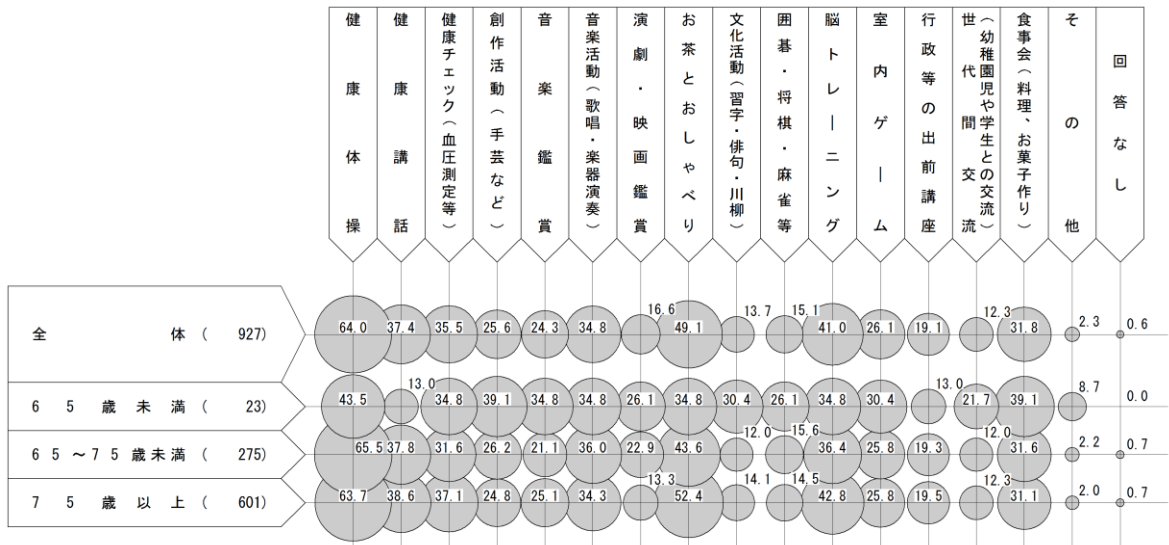 健康体操
健康講話
健康チェック（血圧測定等）
創作活動（手芸など）
音楽鑑賞
音楽活動（歌唱・楽器演奏）
演劇・映画鑑賞
お茶とおしゃべり
文化活動（習字・俳句・川柳）
囲碁・将棋・麻雀等
脳トレーニング
室内ゲーム
行政等の出前講座
世代間交流
（幼稚園児や学生との交流）
食事会（料理、お菓子作り）
その他
回答なし
全体（ 927） 64.0 37.4 35.5 25.6 24.3 34.8 16.6 49.1 13.7 15.1 41.0 26.1 19.1 12.3 31.8 2.3 0.6
65歳未満（ 23） 43.5 13.0 34.8 39.1 34.8 34.8 26.1 34.8 30.4 26.1 34.8 30.4 13.0 21.7 39.1 8.7 0.0
65～75歳未満（ 275） 65.5 37.8 31.6 26.2 21.1 36.0 22.9 43.6 12.0 15.6 36.4 25.8 19.3 12.0 31.6 2.2 0.7
75歳以上（ 601） 63.7 38.6 37.1 24.8 25.1 34.3 13.3 52.4 14.1 14.5 42.8 25.8 19.5 12.3 31.1 2.0 0.7